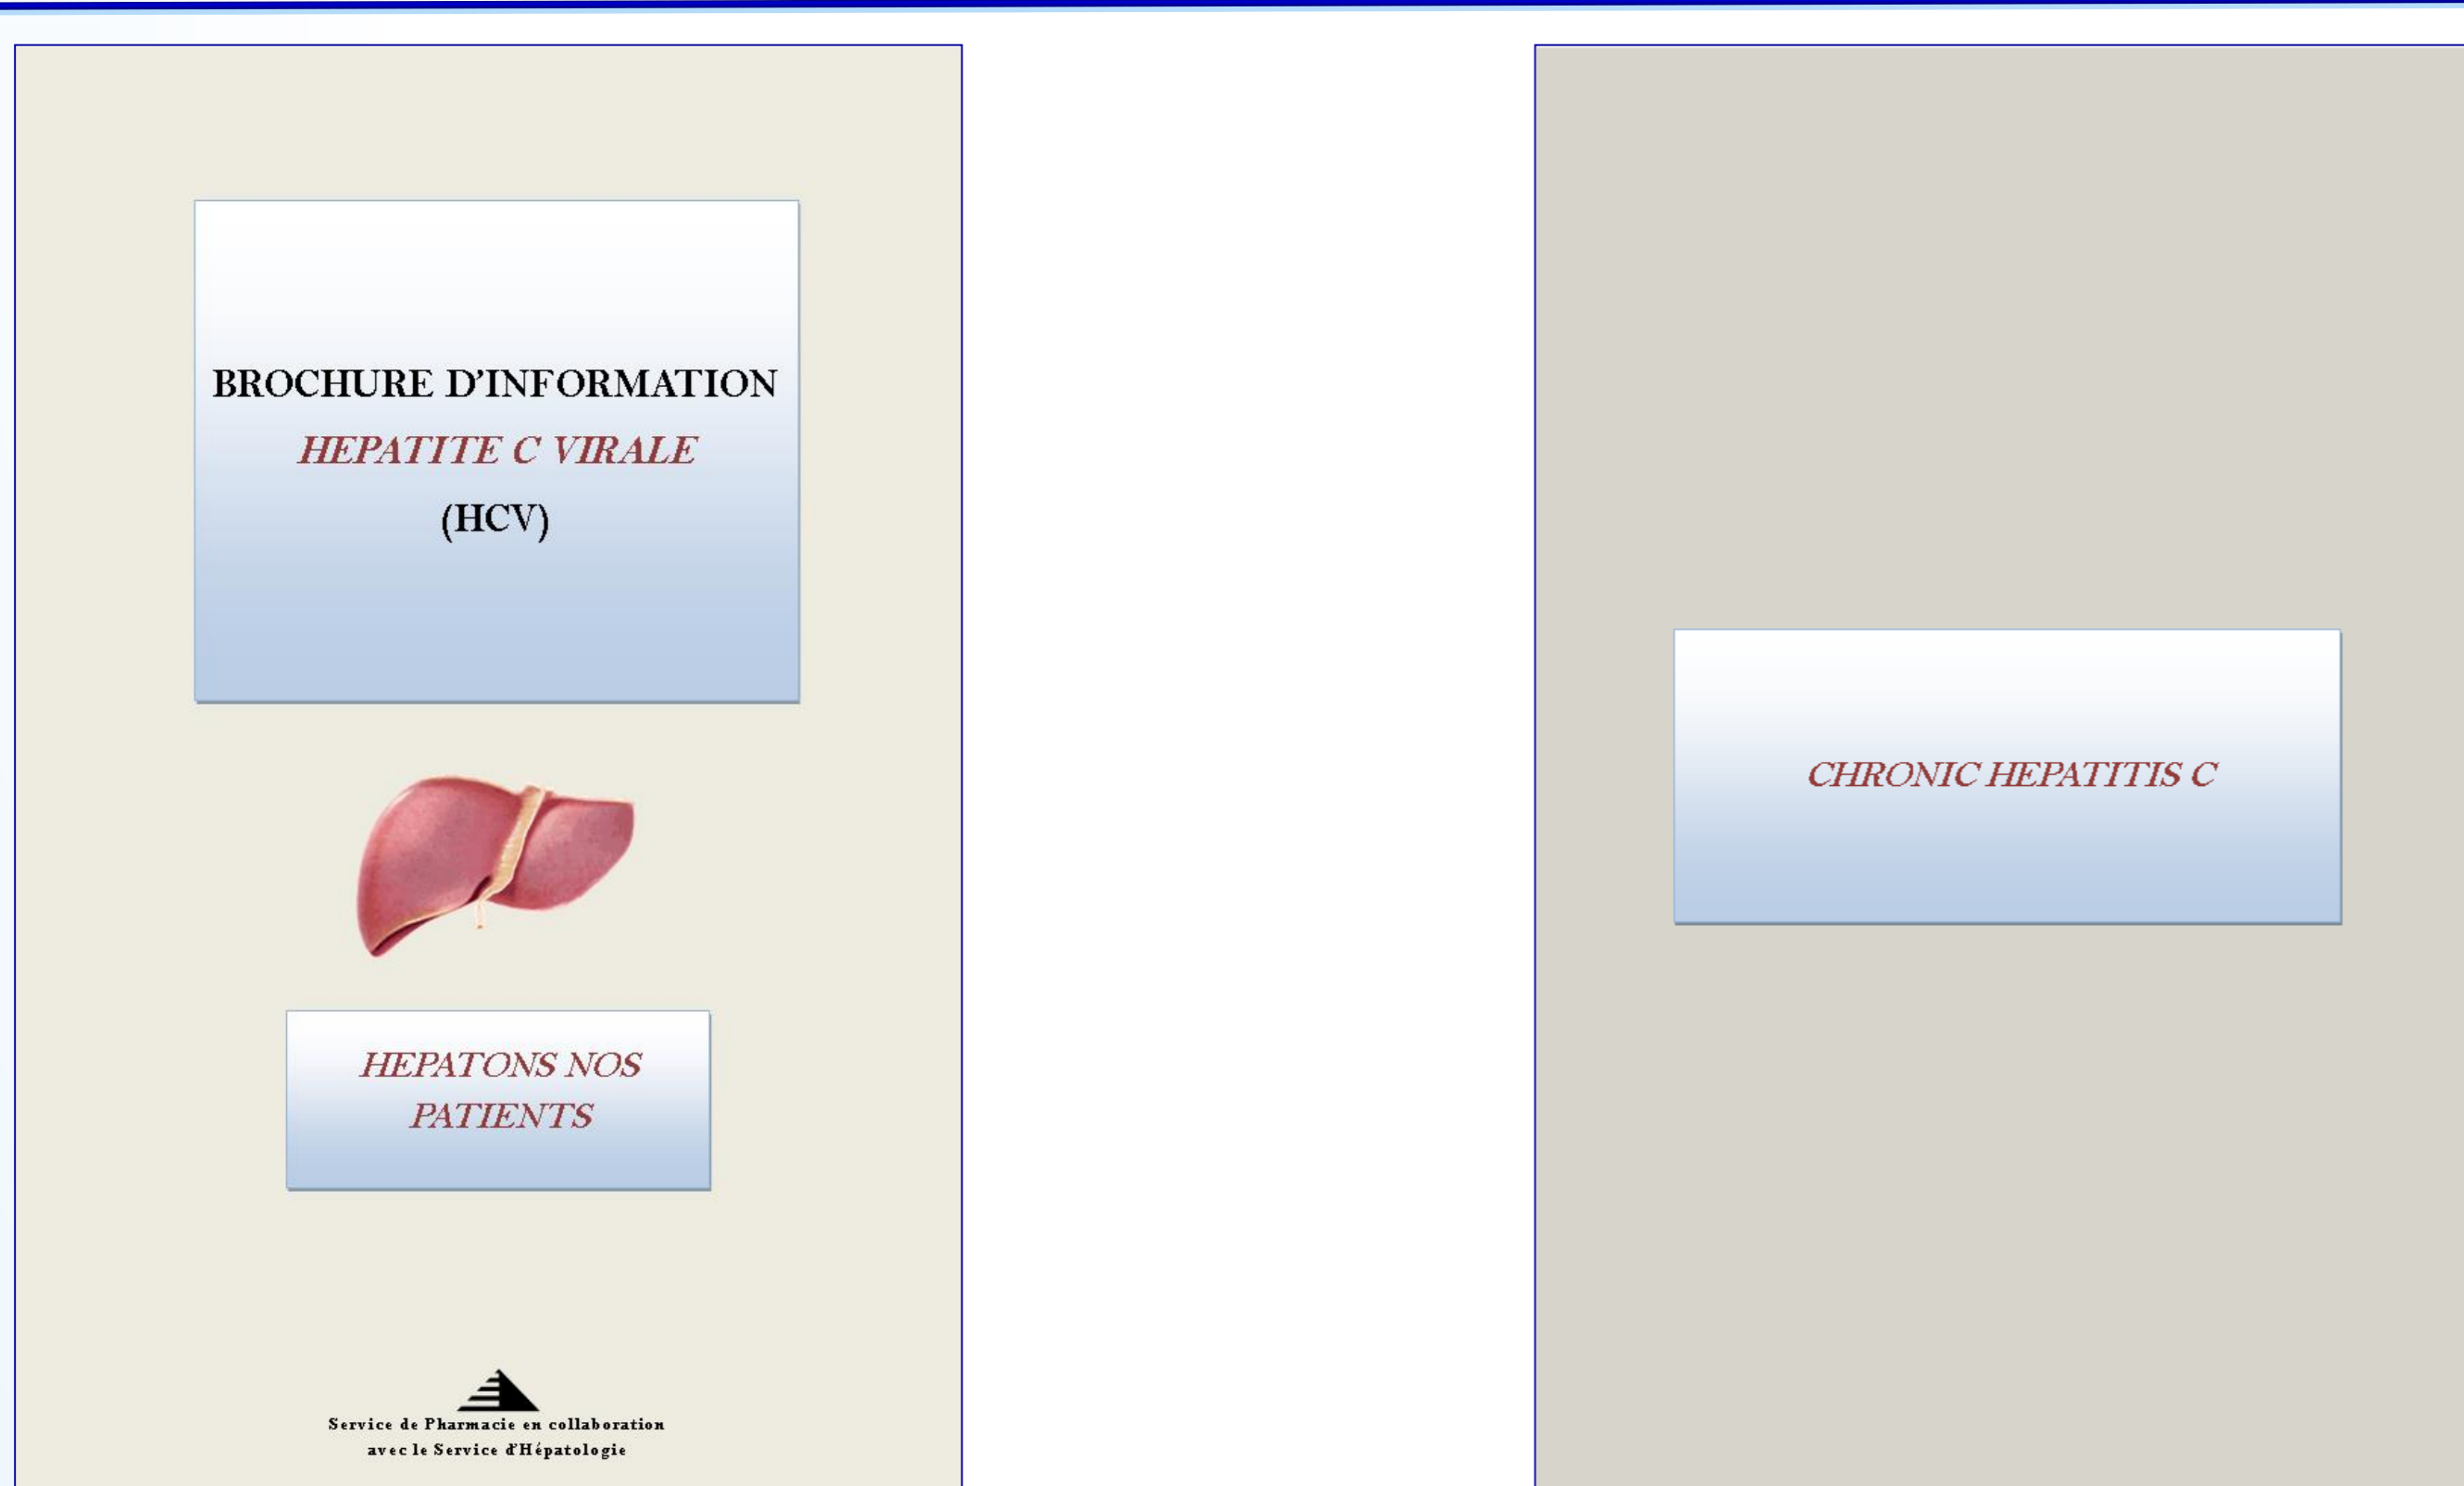 BROCHURE D'INFORMATION
HEPATITE C VIRALE
(HCV)
HEPATONS NOS
PATIENTS
Service de Pharmacie en collaboration
avec le Service d'Hépatologie
CHRONIC HEPATITIS C